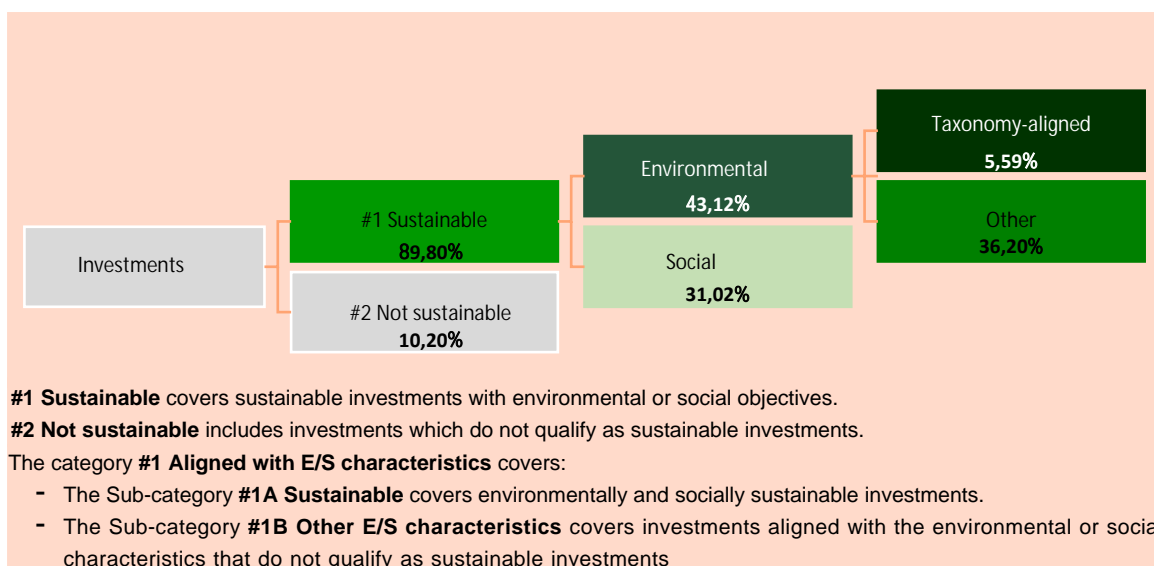 Taxonomy-aligned
5,59%
Environmental
43,12%
#1 Sustainable
89,80%
Other
36,20%
Investments
Social
31,02%
#2 Not sustainable
10,20%
#1 Sustainable covers sustainable investments with environmental or social objectives.
#2 Not sustainable includes investments which do not qualify as sustainable investments.
The category #1 Aligned with E/S characteristics covers:
- The Sub-category #1A Sustainable covers environmentally and socially sustainable investments.
- The Sub-category #1B Other E/S characteristics covers investments aligned with the environmental or socia
characteristics that do not qualify as sustainable investments